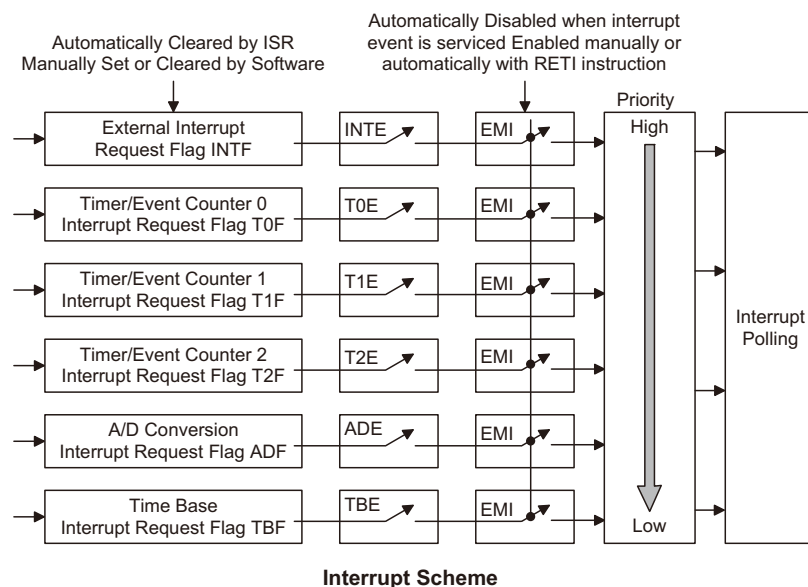 Automatically Cleared by ISR
Manually Set or Cleared by Software
Automatically Disabled when interrupt
event is serviced Enabled manually or
automatically with RETI instruction
Priority
External Interrupt
Request Flag INTF
INTE
EMI
High
Timer/Event Counter 0
Interrupt Request Flag T0F
T0E
EMI
Timer/Event Counter 1
Interrupt Request Flag T1F
T1E
EMI
Interrupt
Polling
Timer/Event Counter 2
Interrupt Request Flag T2F
T2E
EMI
A/D Conversion
Interrupt Request Flag ADF
ADE
EMI
Time Base
Interrupt Request Flag TBF
TBE
EMI
Low
Interrupt Scheme